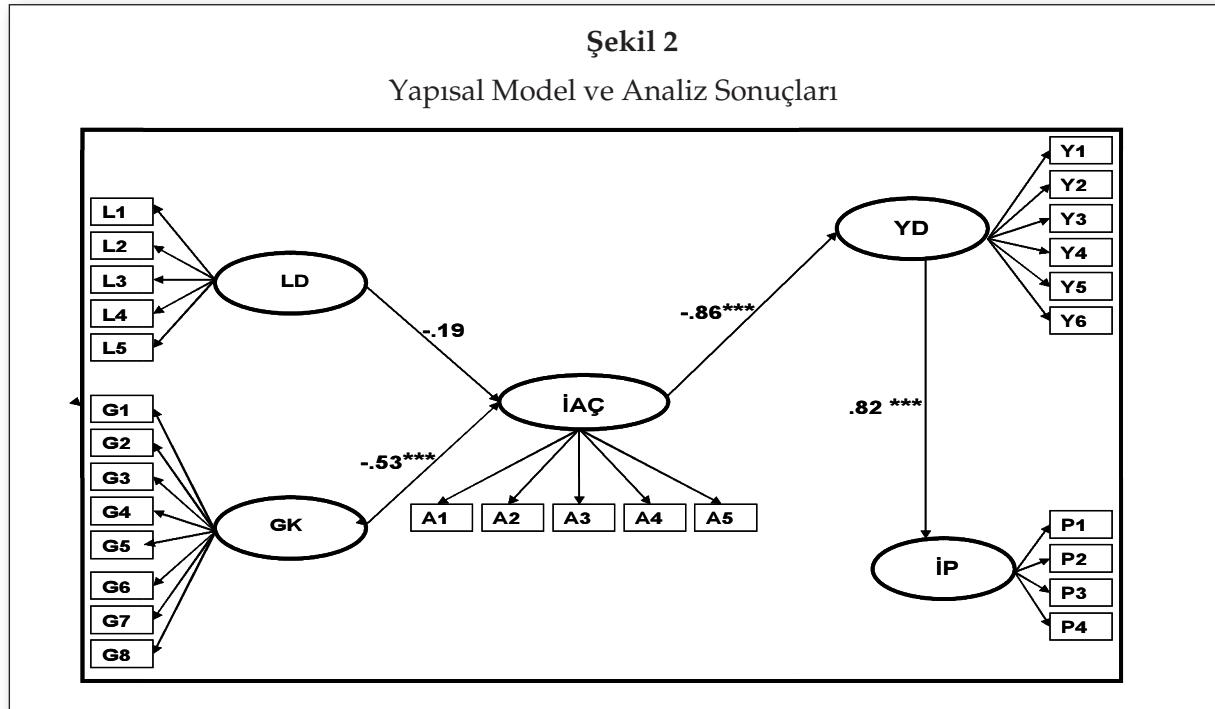 Şekil 2
Yapısal Model ve Analiz Sonuçları
L1
L2
L3
L4
L5
LD
-.19
G1
G2
G3
G4
G5
G6
G7
G8
GK
-.53***
İAÇ
A1
A2
A3
A4
A5
-.86***
YD
Y1
Y2
Y3
Y4
Y5
Y6
.82 ***
İP
P1
P2
P3
P4